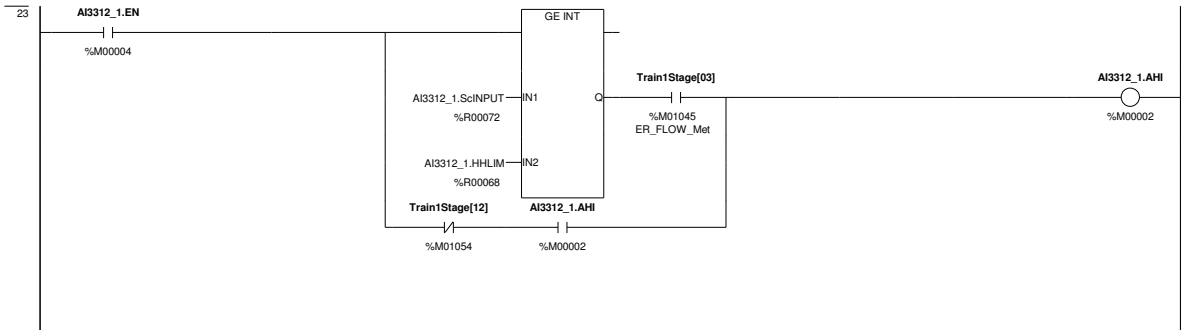 23
AI3312_1.EN
%M00004
GE INT
AI3312_1.ScINPUT
IN1
Q
%R00072
Train1Stage[03]
%M01045
ER_FLOW_Met
AI3312_1.AHI
%M00002
AI3312_1.HHLIM
IN2
%R00068
Train1Stage[12]
%M01054
AI3312_1.AHI
%M00002